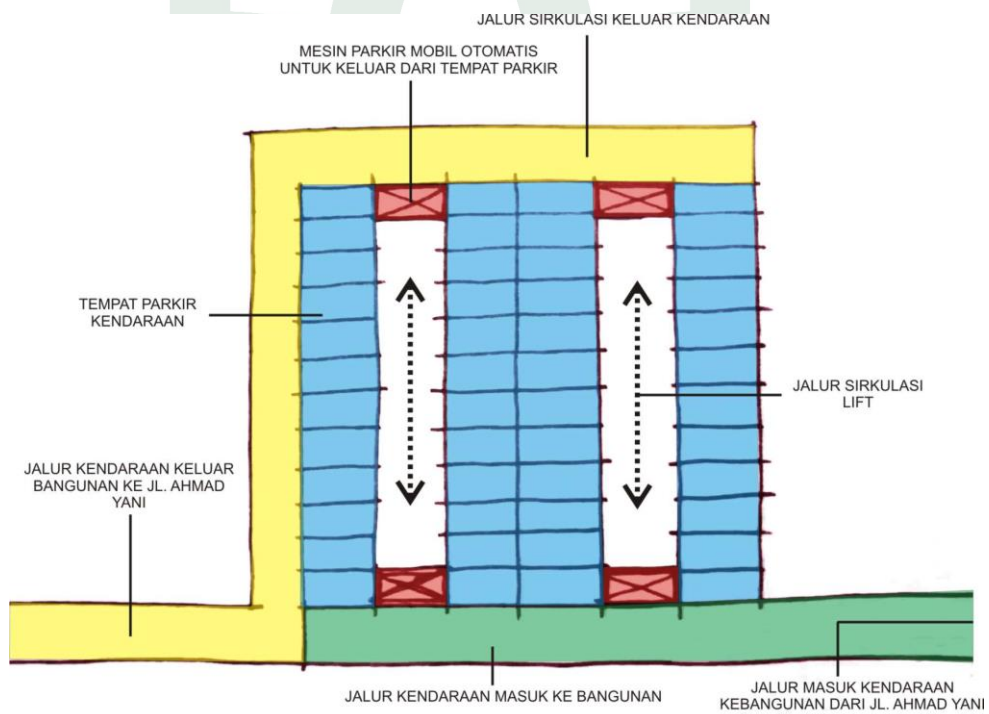 JALUR SIRKULASI KELUAR KENDARAAN
MESIN PARKIR MOBIL OTOMATIS
UNTUK KELUAR DARI TEMPAT PARKIR
TEMPAT PARKIR
KENDARAAN
JALUR SIRKULASI
LIFT
JALUR KENDARAAN KELUAR
BANGUNAN KE JL. AHMAD
YANI
JALUR KENDARAAN MASUK KE BANGUNAN
JALUR MASUK KENDARAAN
KEBANGUNAN DARI JL. AHMAD YANI